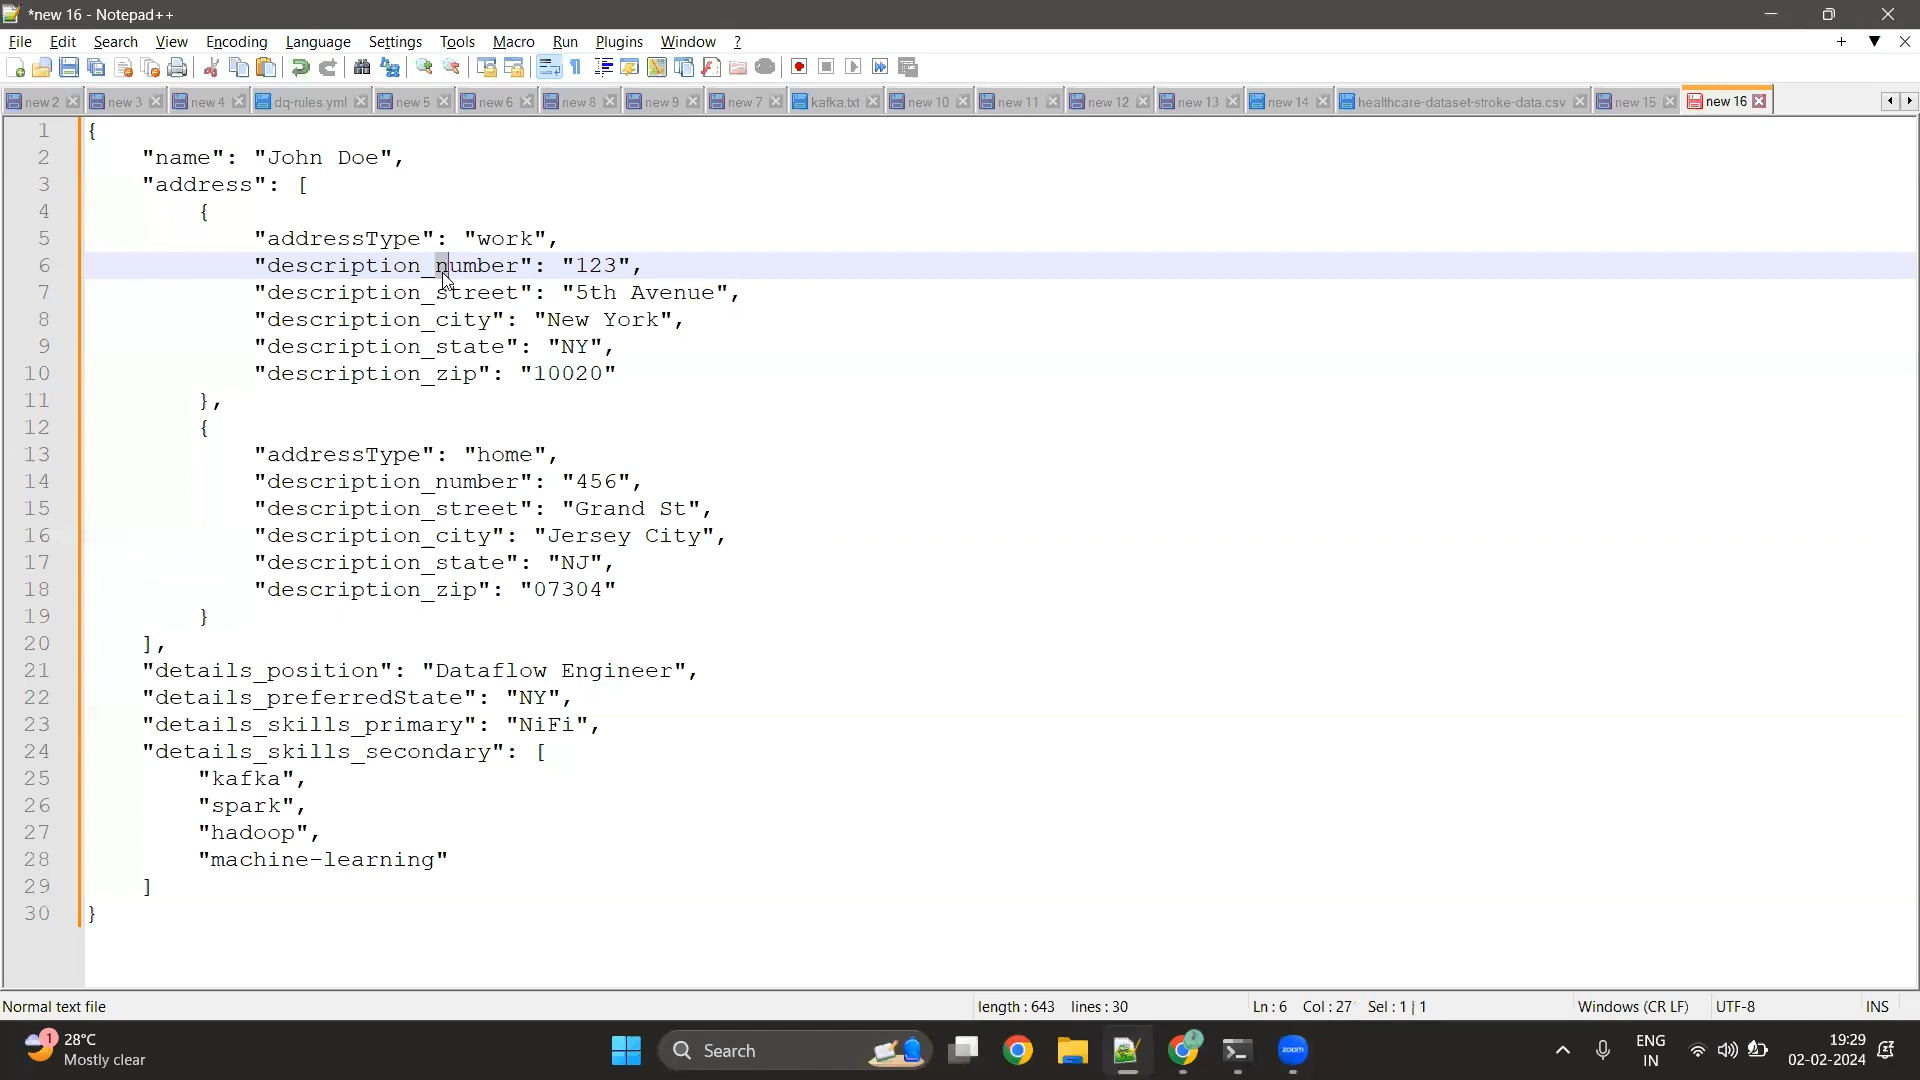 *new 16 - Notepad++
File Edit Search View Encoding Language Settings Tools Macro Run Plugins Window ?
new 2 new 3 new 4 dq-rules.yml new 5 new 6 new 8 new 9 new 7 kafka.txt new 10 new 11 new 12 new 13 new 14 healthcare-dataset-stroke-data.csv new 15 new 16
1 {
2 "name": "John Doe",
3 "address": [
4 {
5 "addressType": "work",
6 "description_number": "123",
7 "description_street": "5th Avenue",
8 "description_city": "New York",
9 "description_state": "NY",
10 "description_zip": "10020"
11 },
12 {
13 "addressType": "home",
14 "description_number": "456",
15 "description_street": "Grand St",
16 "description_city": "Jersey City",
17 "description_state": "NJ",
18 "description_zip": "07304"
19 }
20 ],
21 "details_position": "Dataflow Engineer",
22 "details_preferredState": "NY",
23 "details_skills_primary": "NiFi",
24 "details_skills_secondary": [
25 "kafka",
26 "spark",
27 "hadoop",
28 "machine-learning"
29 ]
30 }
Normal text file length : 643 lines : 30 Ln : 6 Col : 27 Sel : 1 | 1 Windows (CR LF) UTF-8 INS
1 28°C Search zoom ENG 19:29
Mostly clear IN 02-02-2024